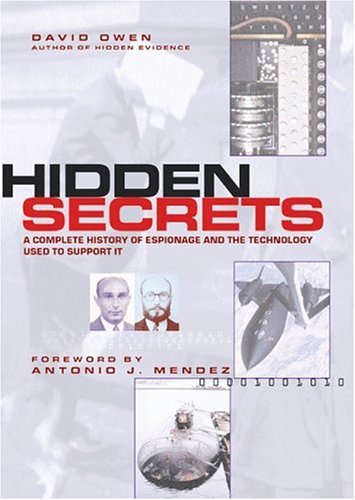 DAVID OWEN
AUTHOR OF HIDDEN EVIDENCE
HIDDEN
SECRETS
A COMPLETE HISTORY OF ESPIONAGE AND THE TECHNOLOGY
USED TO SUPPORT IT
FOREWORD BY
ANTONIO J. MENDEZ
00001001010